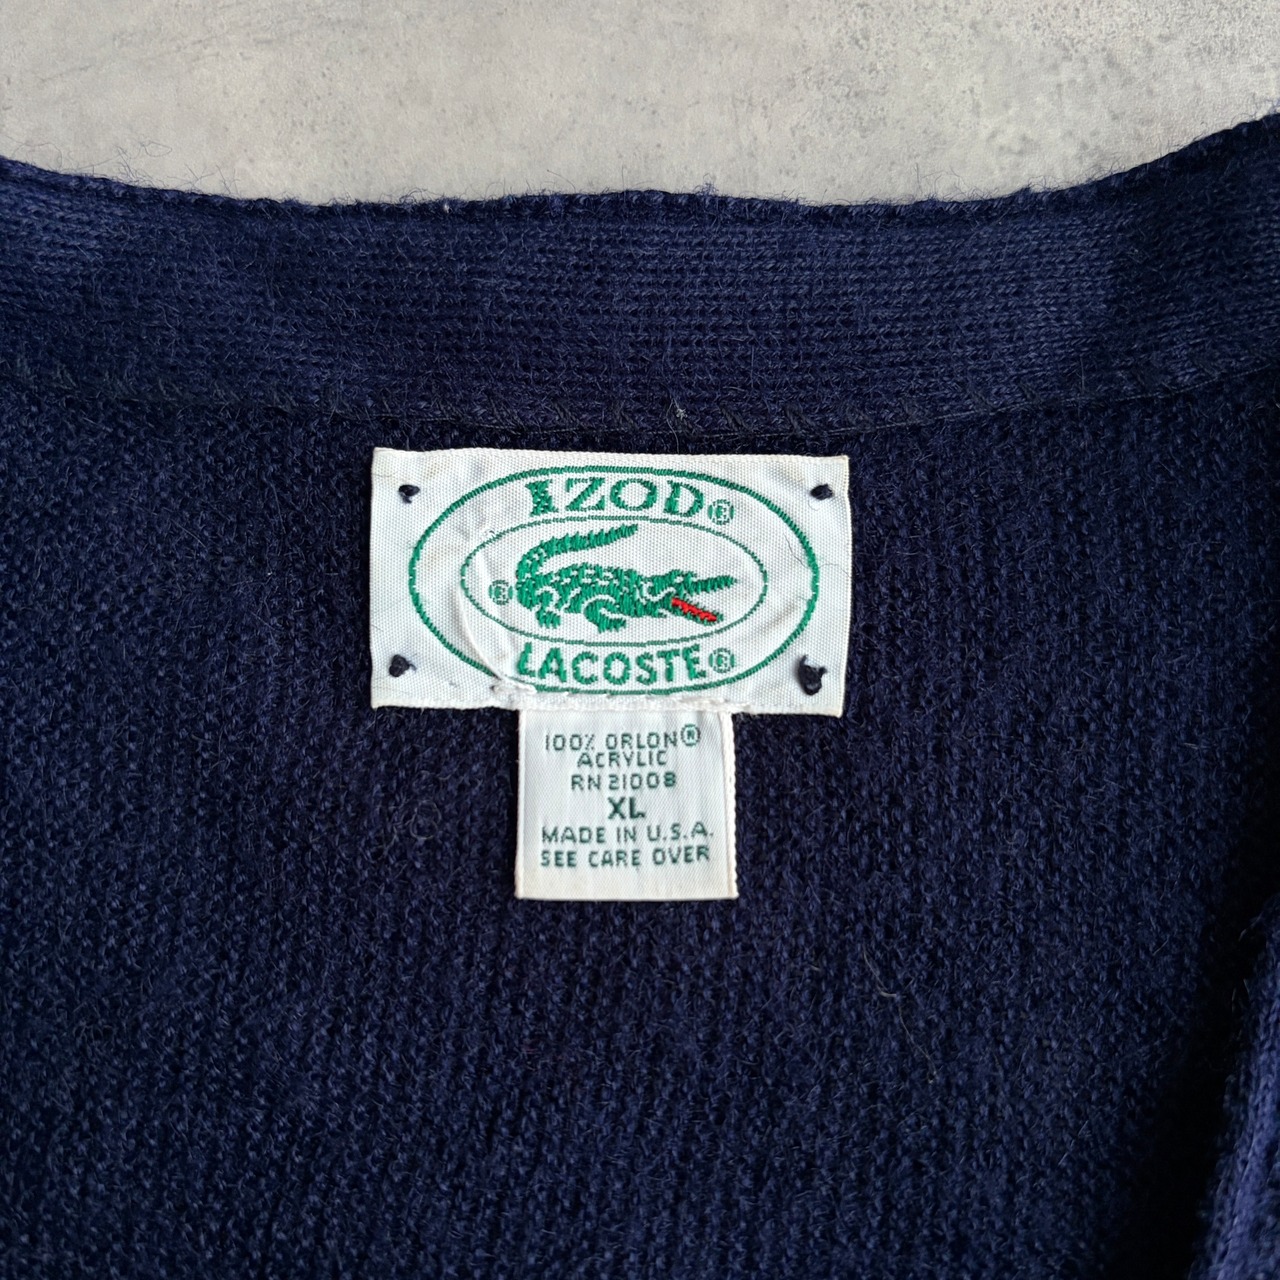 IZOD®
®
LACOSTE®
100% ORLON®
ACRYLIC
RN 21008
XL
MADE IN U.S.A.
SEE CARE OVER